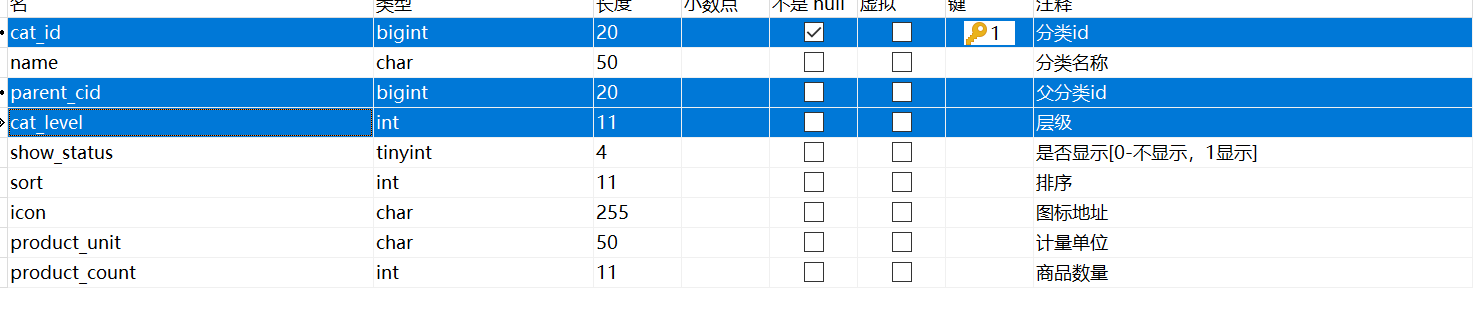 名 类型 长度 小数点 不是 null 虚拟 键 注释
cat_id bigint 20 1 分类id
name char 50 分类名称
parent_cid bigint 20 父分类id
cat_level int 11 层级
show_status tinyint 4 是否显示[0-不显示，1显示]
sort int 11 排序
icon char 255 图标地址
product_unit char 50 计量单位
product_count int 11 商品数量